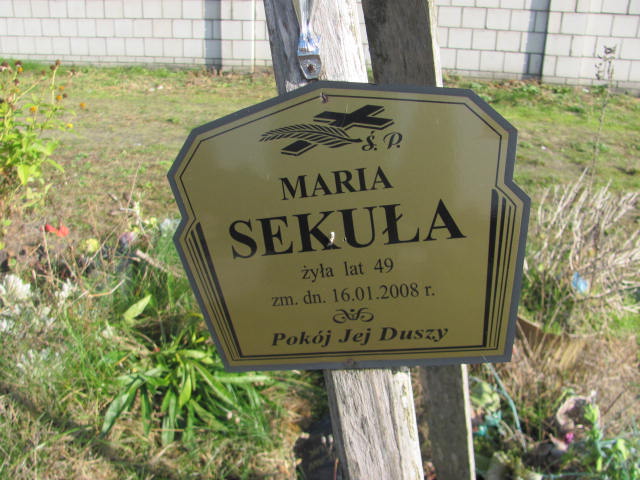 Ś. P.
MARIA
SEKUŁA
żyła lat 49
zm. dn. 16.01.2008 r.
Pokój Jej Duszy